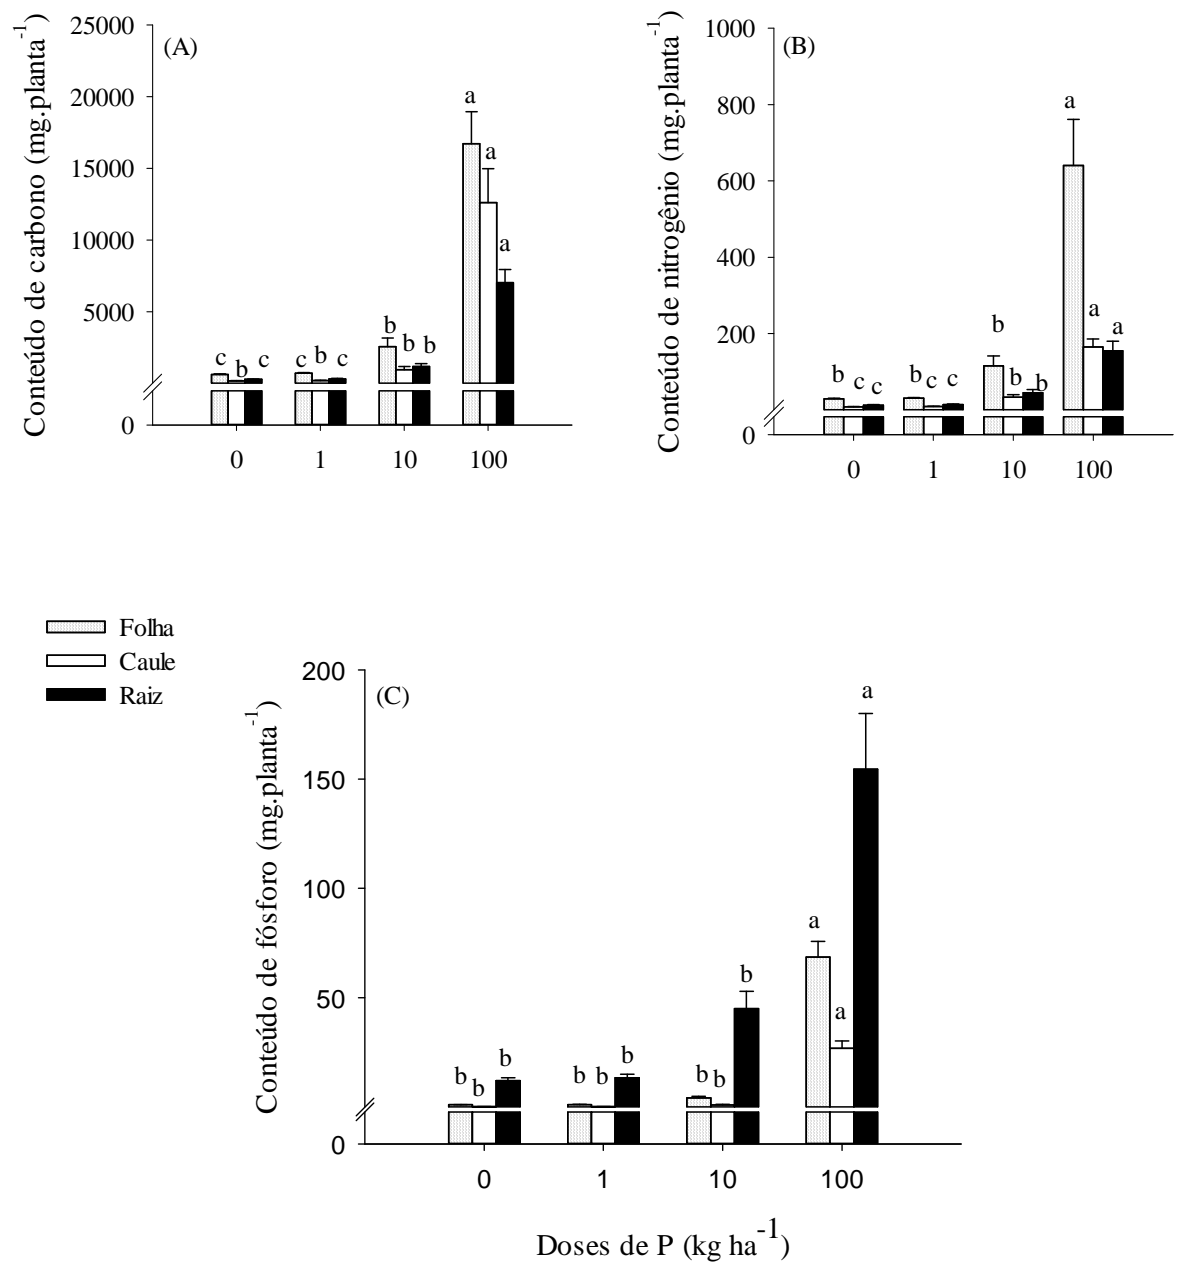 (A)
Conteúdo de carbono (mg.planta-1)
25000
20000
15000
10000
5000
0
c b c
c b c
b b b
a a a
0 1 10 100
(B)
Conteúdo de nitrogênio (mg.planta-1)
1000
800
600
400
200
0
b c c
b c c
b b b
a a a
0 1 10 100
Folha
Caule
Raiz
(C)
Conteúdo de fósforo (mg.planta-1)
200
150
100
50
0
b b b
b b b
b b b
a a a
0 1 10 100
Doses de P (kg ha-1)